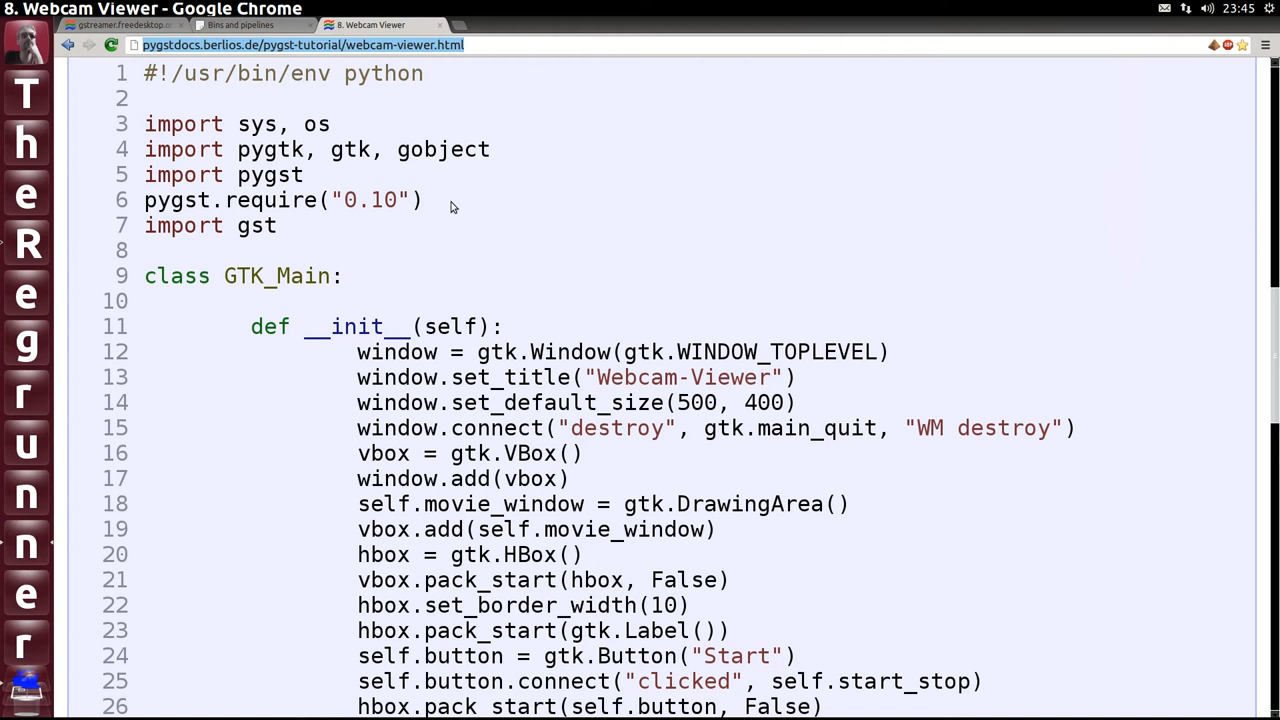 8. Webcam Viewer - Google Chrome
23:45
gstreamer.freedesktop.or
Bins and pipelines
8. Webcam Viewer
pygstdocs.berlios.de/pygst-tutorial/webcam-viewer.html
1 #!/usr/bin/env python
2
3 import sys, os
4 import pygtk, gtk, gobject
5 import pygst
6 pygst.require("0.10")
7 import gst
8
9 class GTK_Main:
10
11 def __init__(self):
12 window = gtk.Window(gtk.WINDOW_TOPLEVEL)
13 window.set_title("Webcam-Viewer")
14 window.set_default_size(500, 400)
15 window.connect("destroy", gtk.main_quit, "WM destroy")
16 vbox = gtk.VBox()
17 window.add(vbox)
18 self.movie_window = gtk.DrawingArea()
19 vbox.add(self.movie_window)
20 hbox = gtk.HBox()
21 vbox.pack_start(hbox, False)
22 hbox.set_border_width(10)
23 hbox.pack_start(gtk.Label())
24 self.button = gtk.Button("Start")
25 self.button.connect("clicked", self.start_stop)
26 hbox.pack_start(self.button, False)
T
h
e
R
e
g
r
u
n
n
e
r